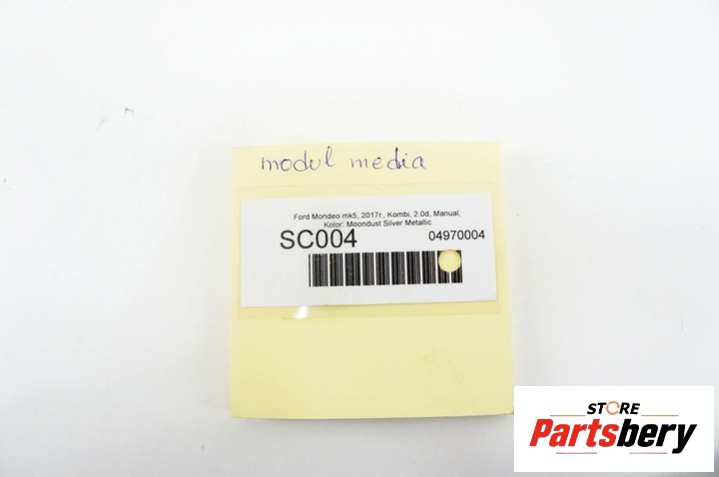 modul media
Ford Mondeo mk5, 2017r., Kombi, 2.0d, Manual,
Kolor: Moondust Silver Metallic
SC004 04970004
STORE
Partsbery